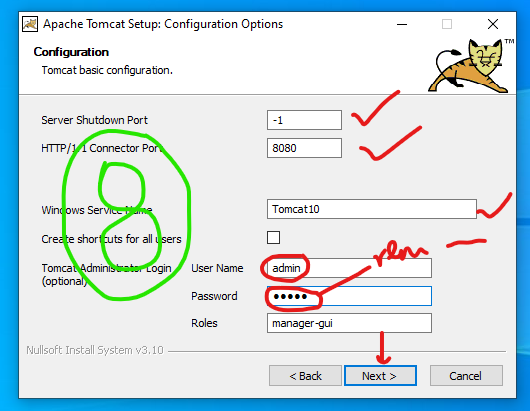 Apache Tomcat Setup: Configuration Options
Configuration
Tomcat basic configuration.
TM
Server Shutdown Port -1
HTTP/1.1 Connector Port 8080
8
Windows Service Name Tomcat10
Create shortcuts for all users
Tomcat Administrator Login (optional) User Name admin
Password •••••
Roles manager-gui
Nullsoft Install System v3.10
< Back Next > Cancel